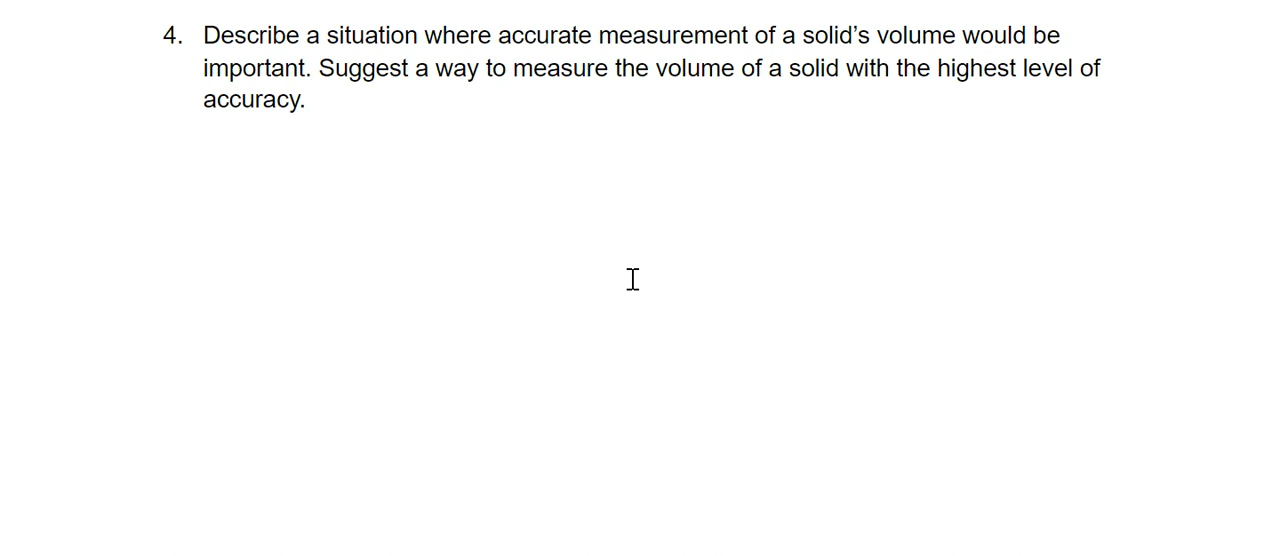 4. Describe a situation where accurate measurement of a solid’s volume would be
important. Suggest a way to measure the volume of a solid with the highest level of
accuracy.